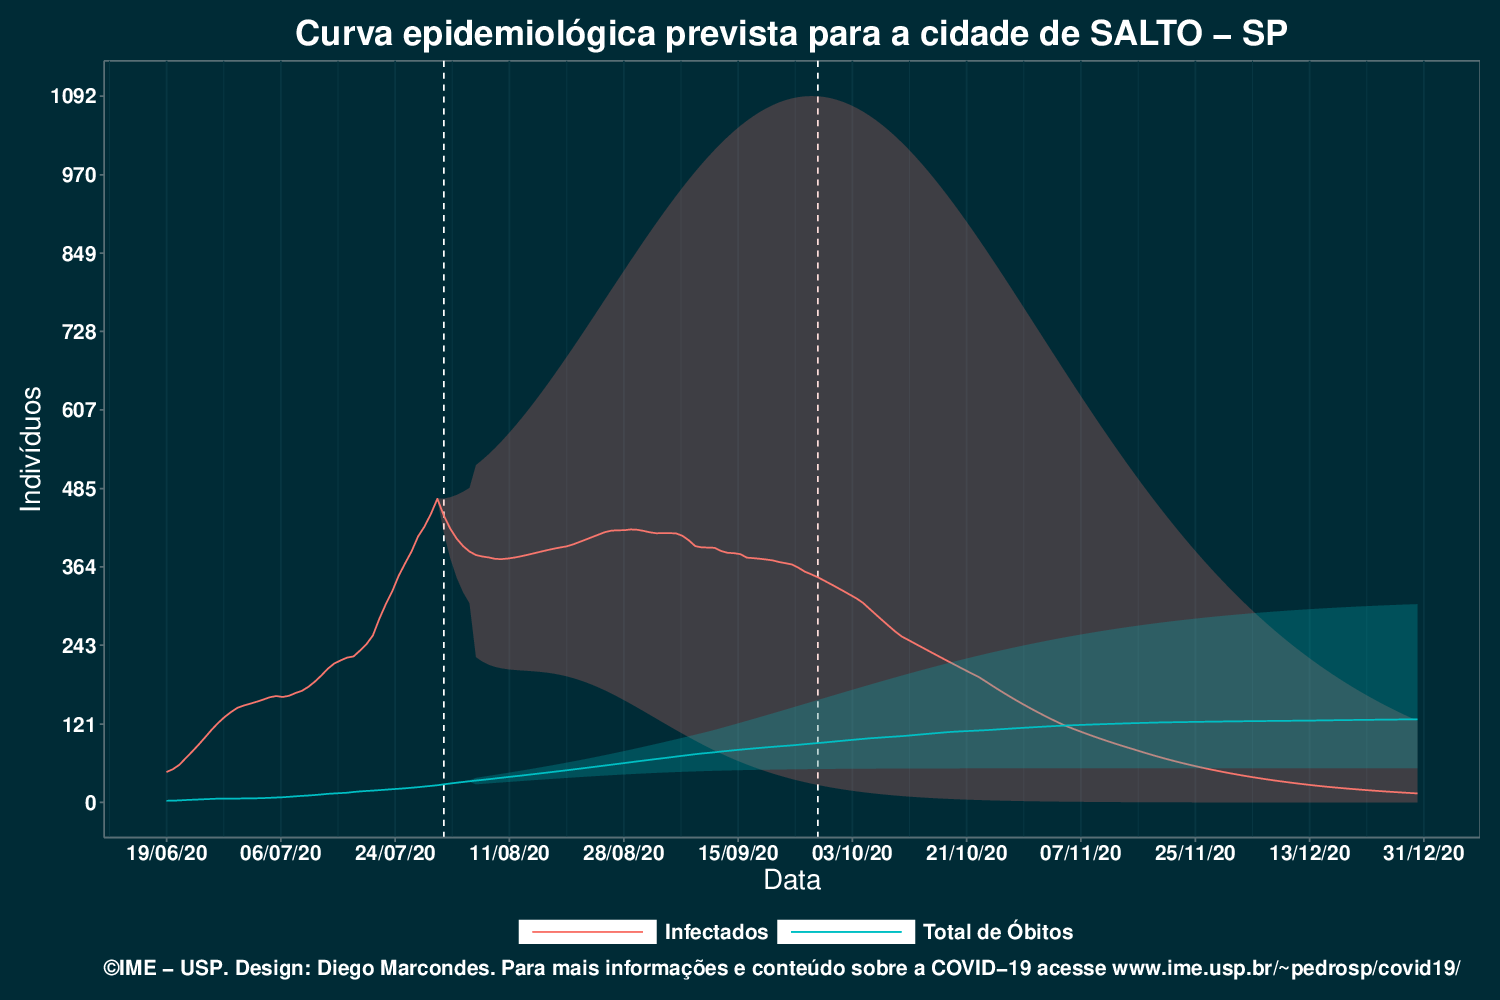 Curva epidemiológica prevista para a cidade de SALTO – SP
Indivíduos
1092
970
849
728
607
485
364
243
121
0
19/06/20 06/07/20 24/07/20 11/08/20 28/08/20 15/09/20 03/10/20 21/10/20 07/11/20 25/11/20 13/12/20 31/12/20
Data
Infectados Total de Óbitos
©IME – USP. Design: Diego Marcondes. Para mais informações e conteúdo sobre a COVID–19 acesse www.ime.usp.br/~pedrosp/covid19/